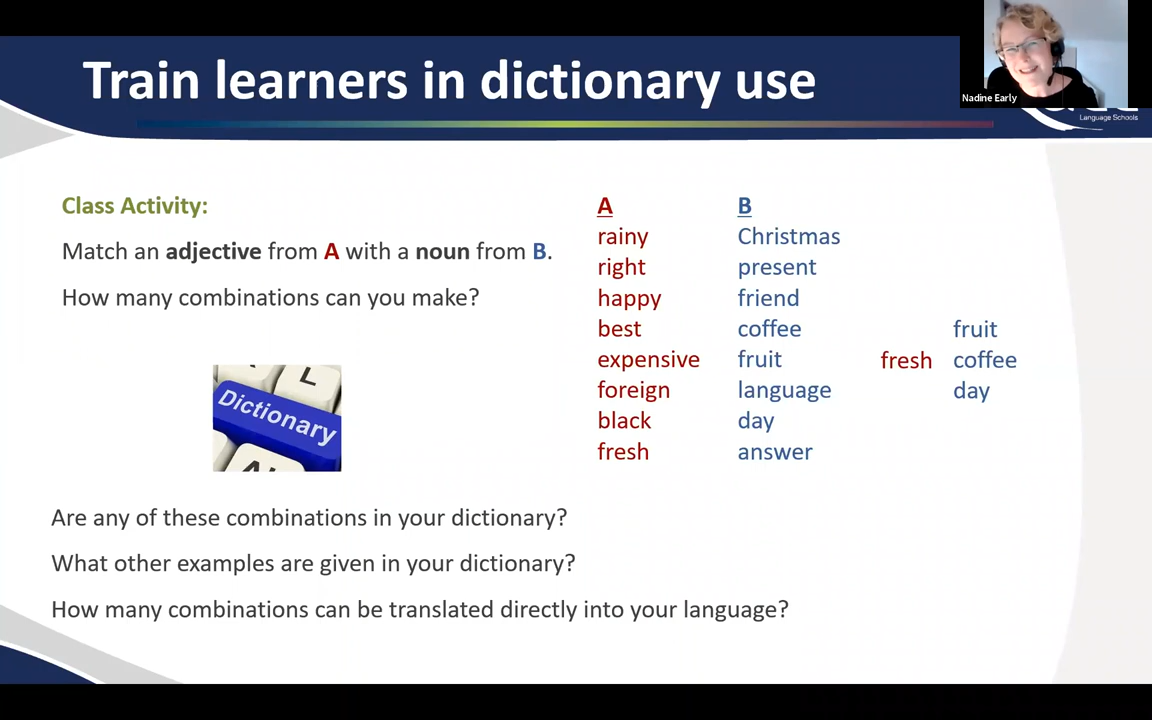 Train learners in dictionary use
Nadine Early
Language Schools
Class Activity:
Match an adjective from A with a noun from B.
How many combinations can you make?
A
rainy
right
happy
best
expensive
foreign
black
fresh
B
Christmas
present
friend
coffee
fruit
language
day
answer
fresh
fruit
coffee
day
L
Dictionary
Are any of these combinations in your dictionary?
What other examples are given in your dictionary?
How many combinations can be translated directly into your language?